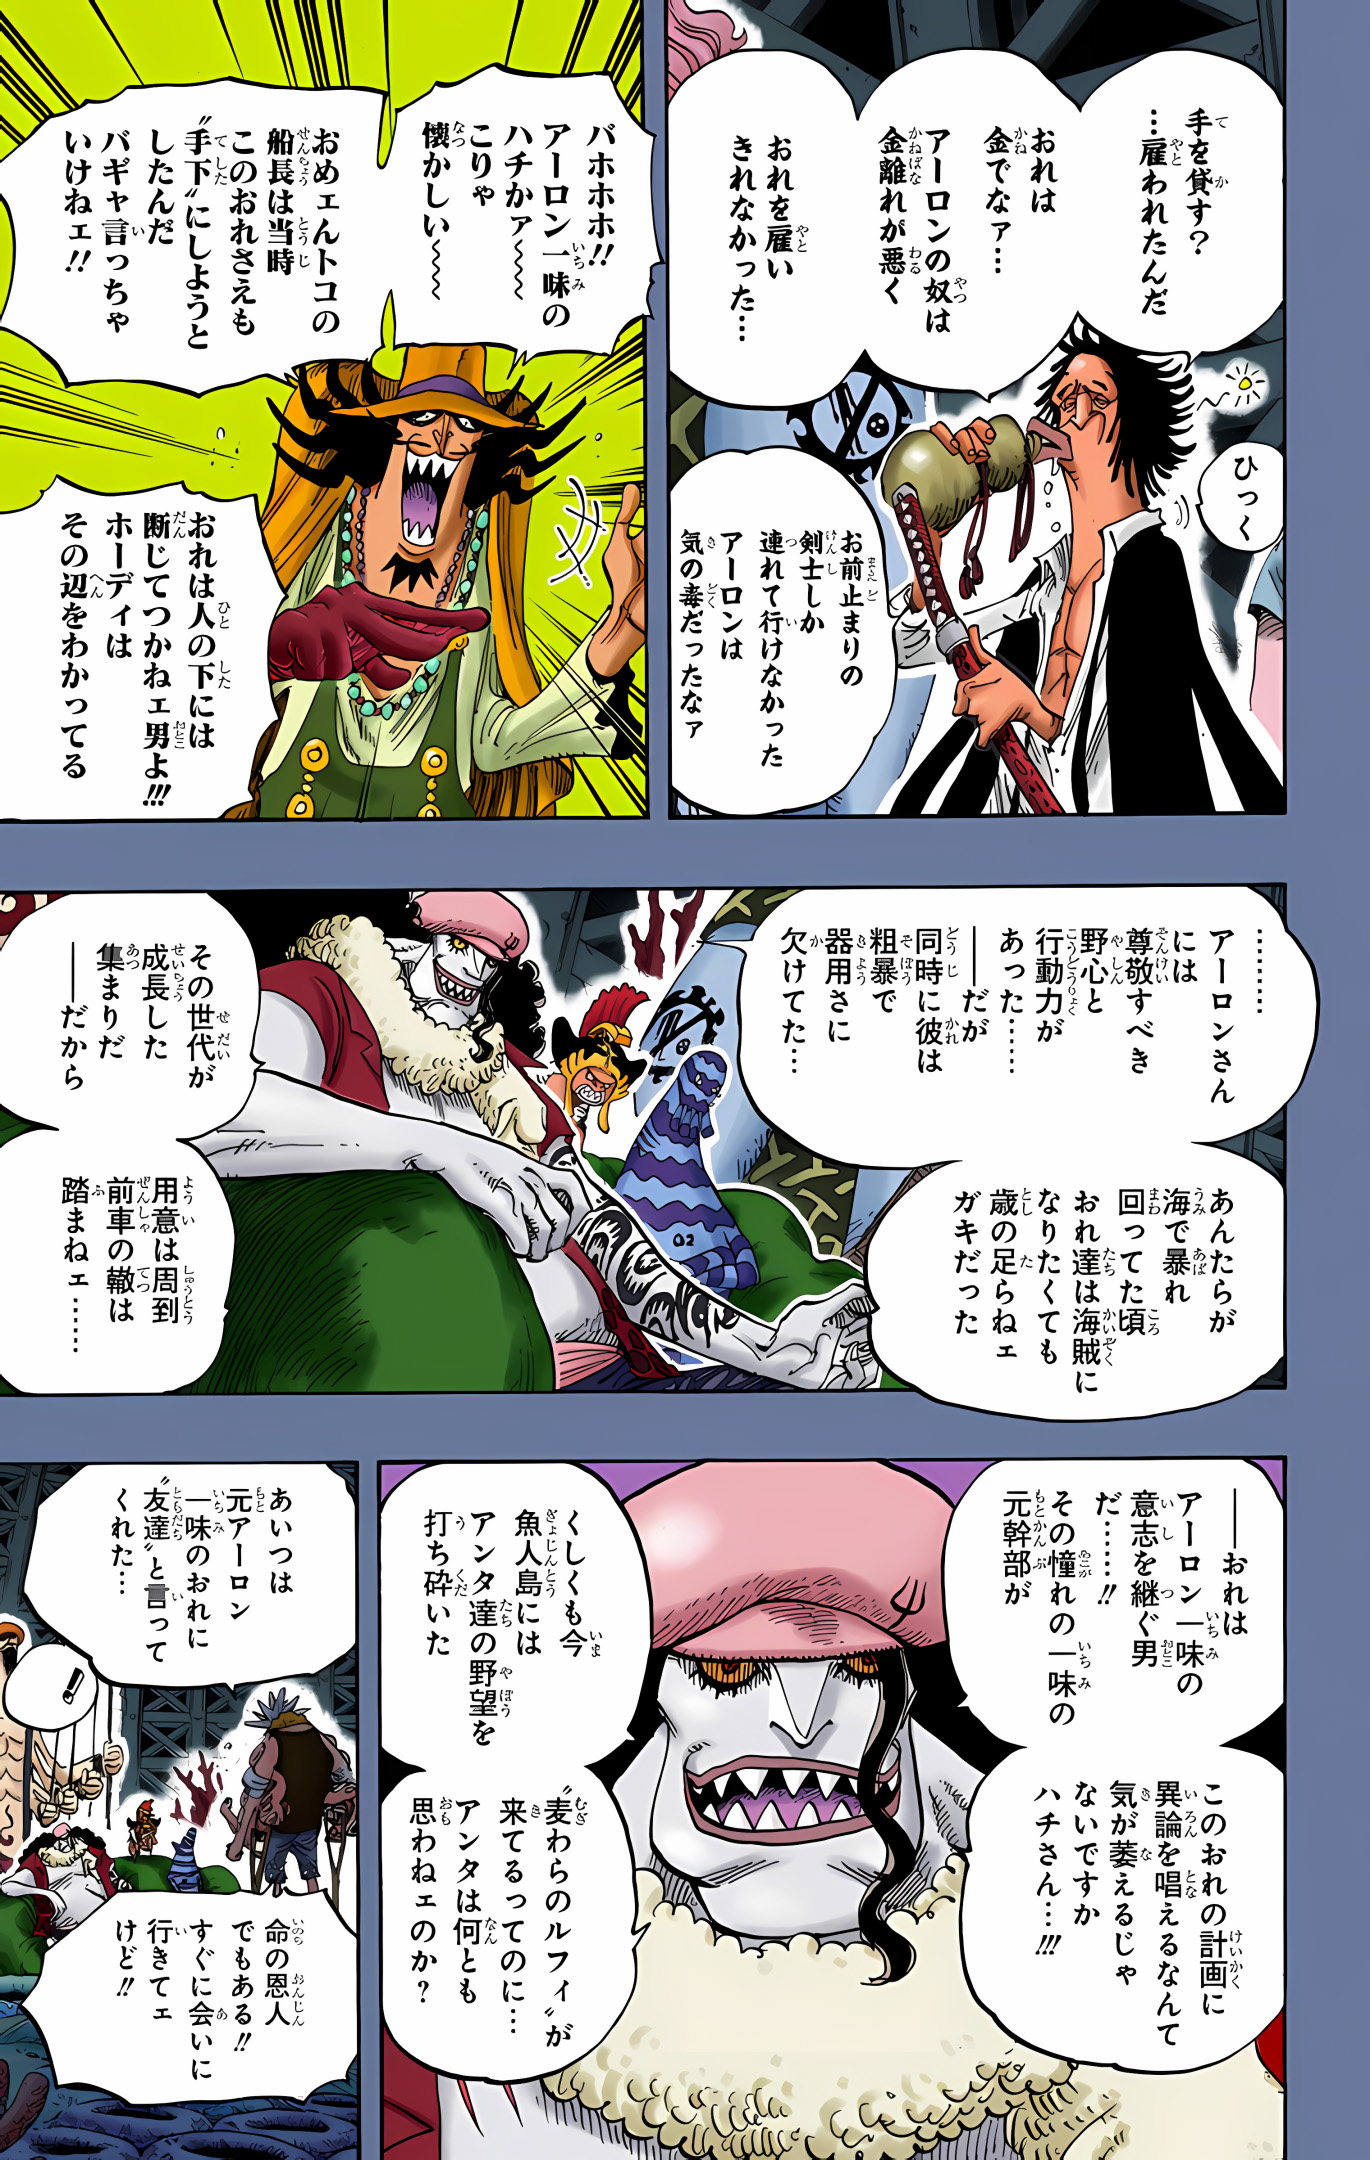 手を貸す?
…雇われたんだ
おれは
金でなァ…
アーロンの奴は
金離れが悪く
おれを雇い
きれなかった…
ひっく
お前止まりの
剣士しか
連れて行けなかった
アーロンは
気の毒だったなァ
バホホホ!!
アーロン一味の
ハチかァ~~~
こりゃ
懐かしい~~~~
おめェんトコの
船長は当時
このおれさえも
〝手下〟にしようと
したんだ
バギャ言っちゃ
いけねェ!!
おれは人の下には
断じてつかねェ男よ!!!
ホーディは
その辺をわかってる
………
アーロンさん
には
尊敬すべき
野心と
行動力が
あった……
――だが
同時に彼は
粗暴で
器用さに
欠けてた…
あんたらが
海で暴れ
回ってた頃
おれ達は海賊に
なりたくても
歳の足らねェ
ガキだった
その世代が
成長した
集まりだ
――だから
用意は周到
前車の轍は
踏まねェ……
02
――おれは
アーロン一味の
意志を継ぐ男
だ……!!
その憧れの一味の
元幹部が
このおれの計画に
異論を唱えるなんて
気が萎えるじゃ
ないですか
ハチさん…!!!
くしくも今
魚人島には
アンタ達の野望を
打ち砕いた
〝麦わらのルフィ〟が
来てるってのに…
アンタは何とも
思わねェのか?
あいつは
元アーロン
一味のおれに
〝友達〟と言って
くれた…
!
命の恩人
でもある!!
すぐに会いに
行きてェ
けど!!